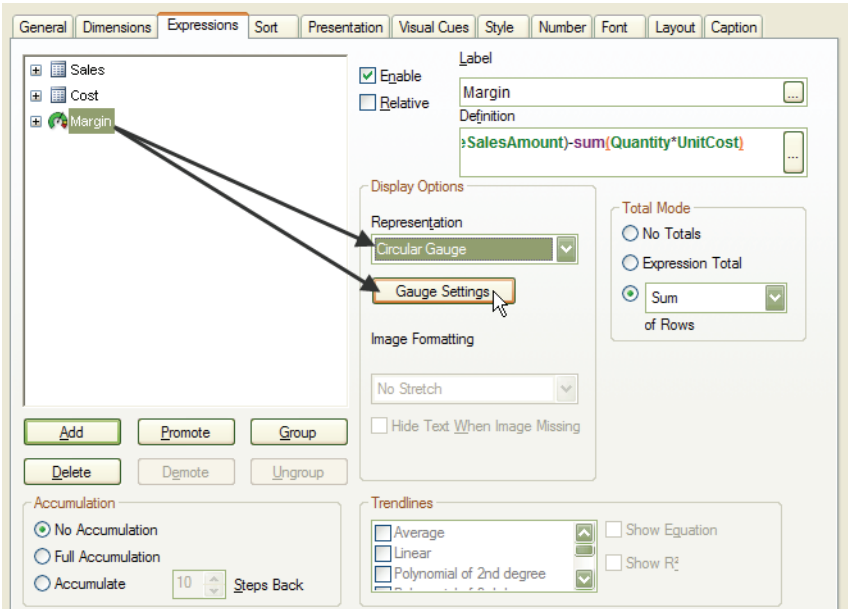 General Dimensions Expressions Sort Presentation Visual Cues Style Number Font Layout Caption
Sales
Cost
Margin
Enable
Relative
Label
Margin
...
Definition
eSalesAmount)-sum(Quantity*UnitCost)
...
Display Options
Representation
Circular Gauge
Gauge Settings
Image Formatting
No Stretch
Hide Text When Image Missing
Total Mode
No Totals
Expression Total
Sum
of Rows
Add Promote Group
Delete Demote Ungroup
Accumulation
No Accumulation
Full Accumulation
Accumulate 10 Steps Back
Trendlines
Average
Linear
Polynomial of 2nd degree
Show Equation
Show R²